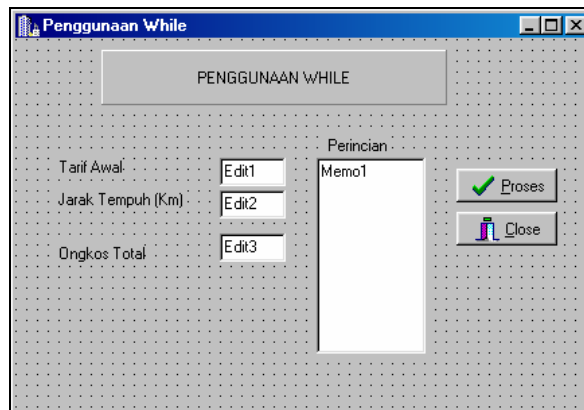 Penggunaan While
PENGGUNAAN WHILE
Perincian
Tarif Awal
Edit1
Memo1
Jarak Tempuh (Km)
Edit2
Ongkos Total
Edit3
Proses
Close